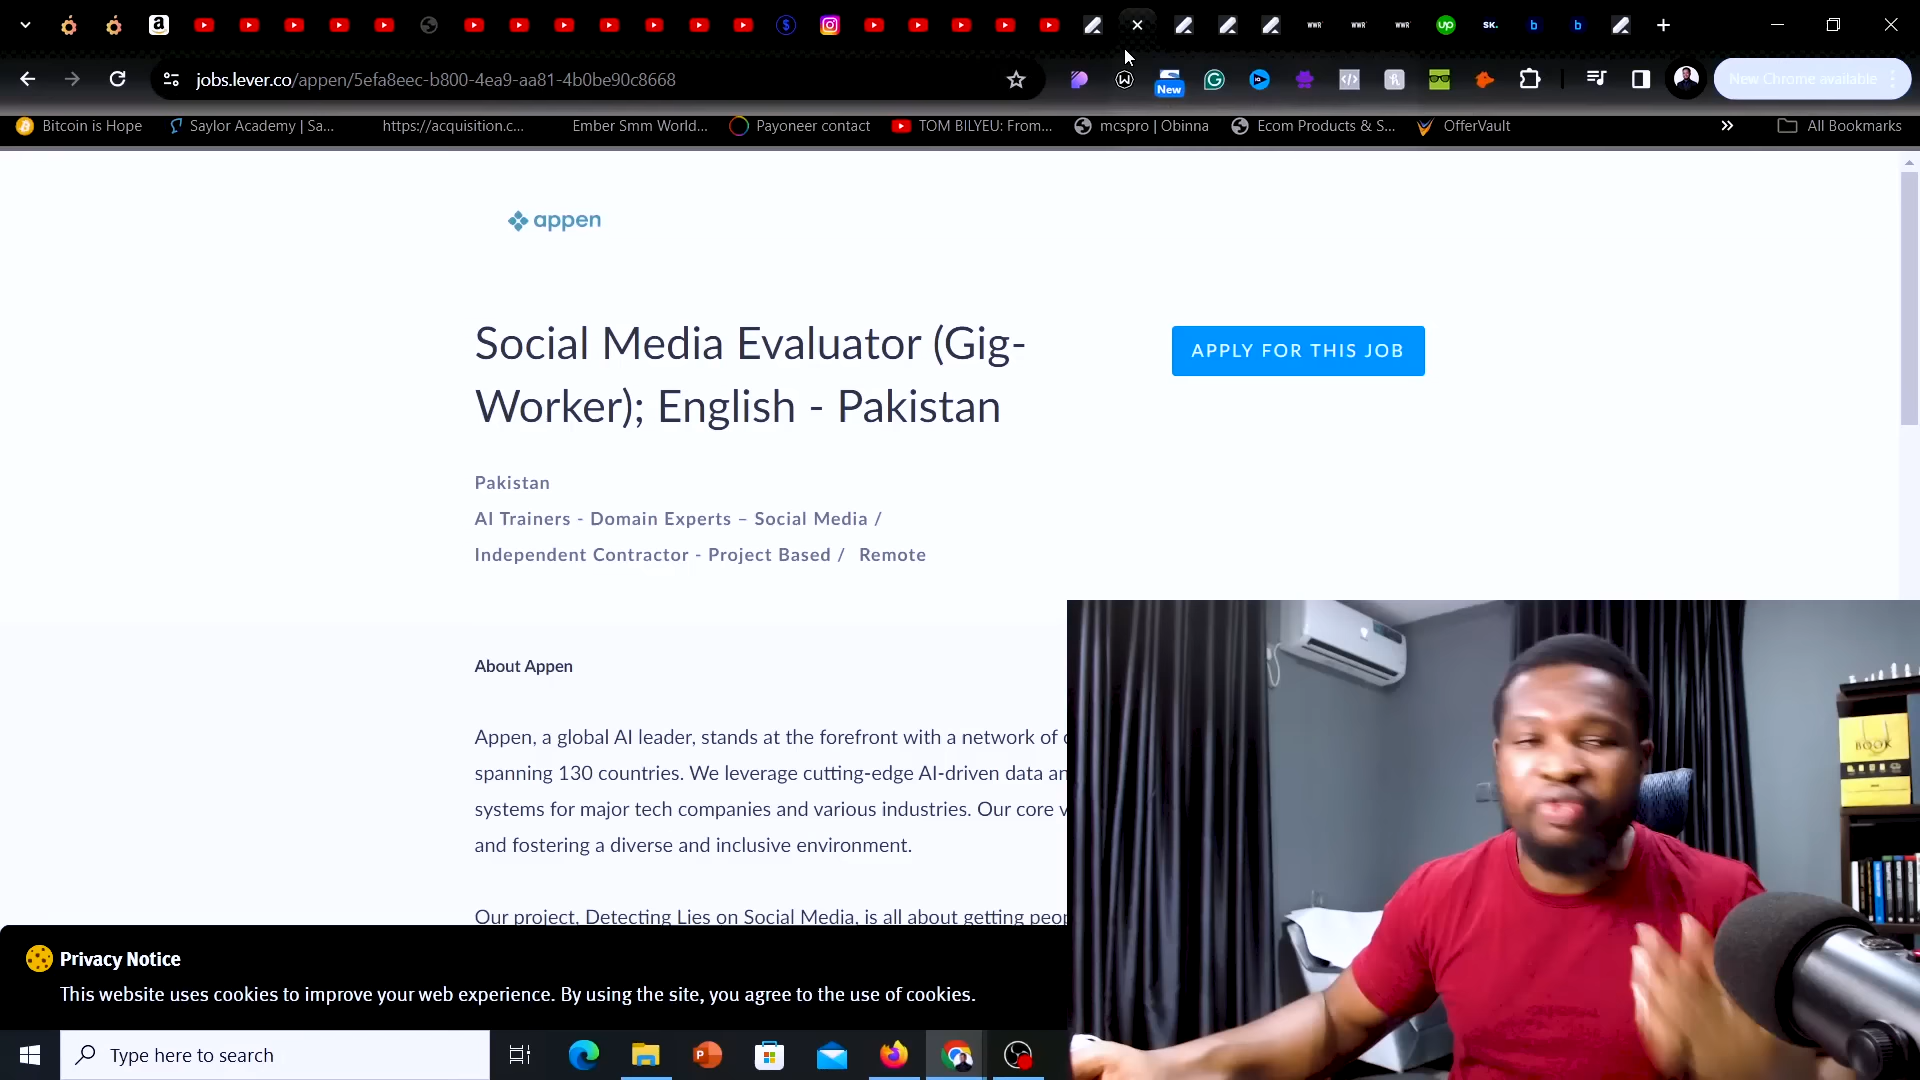 WWR WWR WWR up SK. b b
jobs.lever.co/appen/5efa8eec-b800-4ea9-aa81-4b0be90c8668
New
New Chrome available
Bitcoin is Hope
Saylor Academy | Sa...
https://acquisition.c...
Ember Smm World...
Payoneer contact
TOM BILYEU: From...
mcspro | Obinna
Ecom Products & S...
OfferVault
All Bookmarks
appen
Social Media Evaluator (Gig-
Worker); English - Pakistan
APPLY FOR THIS JOB
Pakistan
AI Trainers - Domain Experts – Social Media /
Independent Contractor - Project Based / Remote
About Appen
Appen, a global AI leader, stands at the forefront with a network of
spanning 130 countries. We leverage cutting-edge AI-driven data
systems for major tech companies and various industries. Our core
and fostering a diverse and inclusive environment.
Our project, Detecting Lies on Social Media, is all about getting
BOOK
Privacy Notice
This website uses cookies to improve your web experience. By using the site, you agree to the use of cookies.
Type here to search